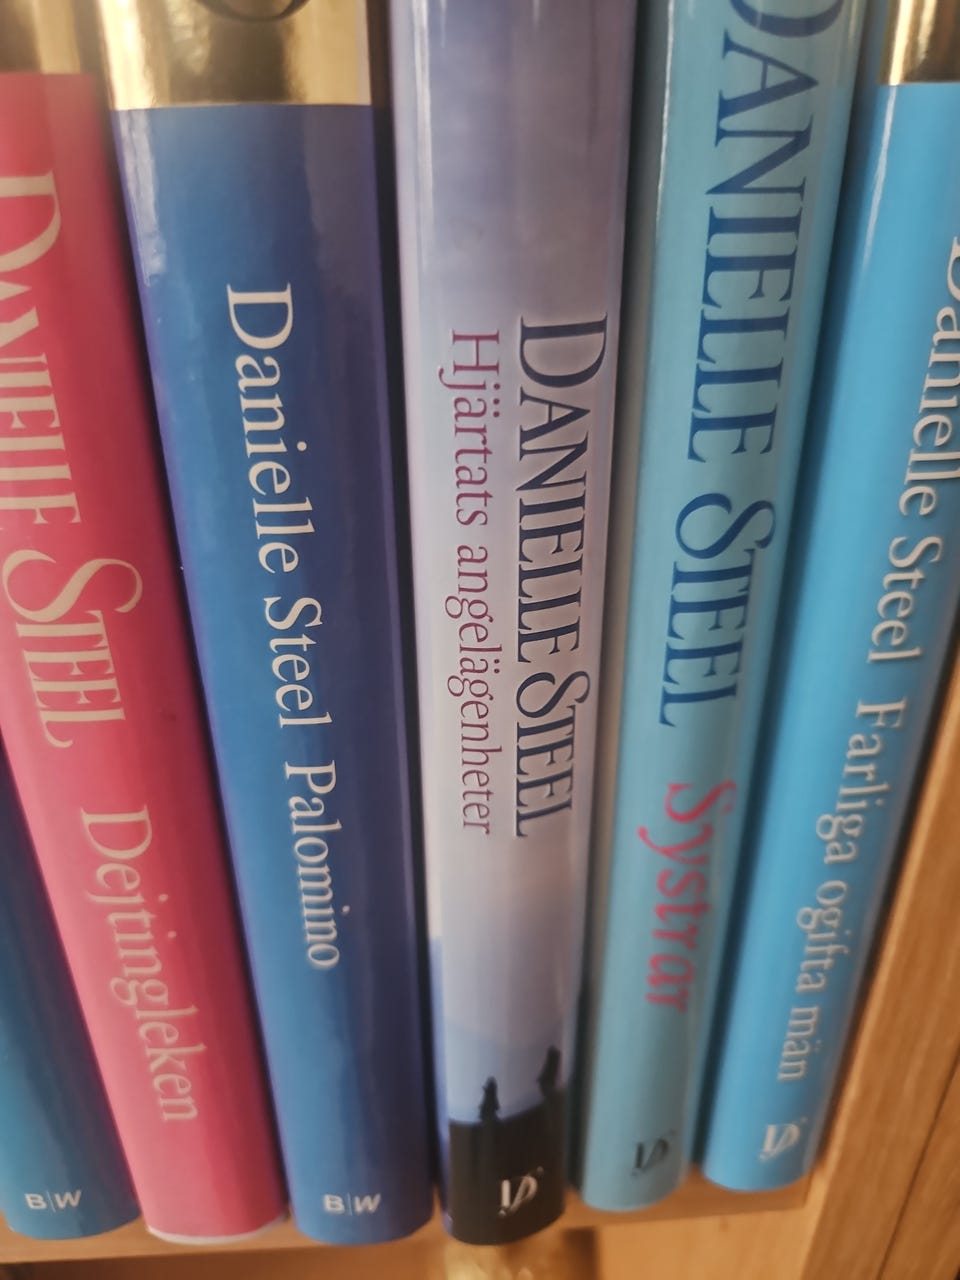 B|W
DANIELLE STEEL Dejtingleken
Danielle Steel Palomino
B|W
DANIELLE STEEL
Hjärtats angelägenheter
DANIELLE STEEL Systrar
Danielle Steel Farliga ogifta män